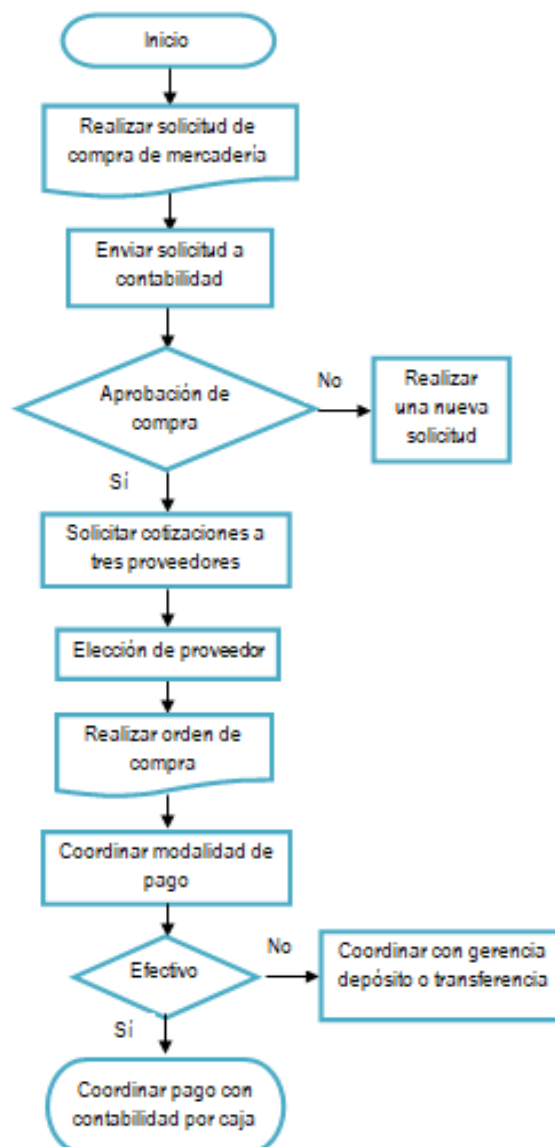 Inicio
Realizar solicitud de
compra de mercadería
Enviar solicitud a
contabilidad
Aprobación de
compra
No
Realizar
una nueva
solicitud
Sí
Solicitar cotizaciones a
tres proveedores
Elección de proveedor
Realizar orden de
compra
Coordinar modalidad de
pago
Efectivo
No
Coordinar con gerencia
depósito o transferencia
Sí
Coordinar pago con
contabilidad por caja